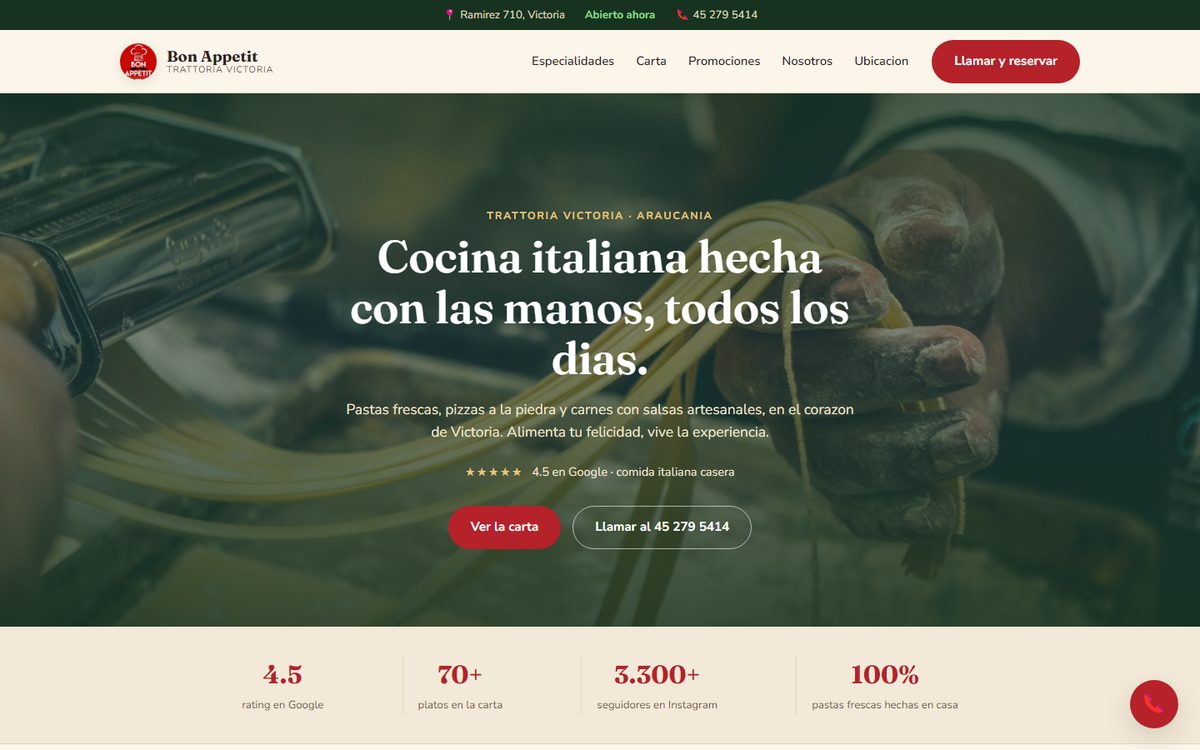 Ramirez 710, Victoria Abierto ahora 45 279 5414
BON
APPETIT
Bon Appetit
TRATTORIA VICTORIA
Especialidades Carta Promociones Nosotros Ubicacion Llamar y reservar
TRATTORIA VICTORIA · ARAUCANIA
Cocina italiana hecha
con las manos, todos los
dias.
Pastas frescas, pizzas a la piedra y carnes con salsas artesanales, en el corazon
de Victoria. Alimenta tu felicidad, vive la experiencia.
★★★★★ 4.5 en Google · comida italiana casera
Ver la carta Llamar al 45 279 5414
4.5 70+ 3.300+ 100%
rating en Google platos en la carta seguidores en Instagram pastas frescas hechas en casa